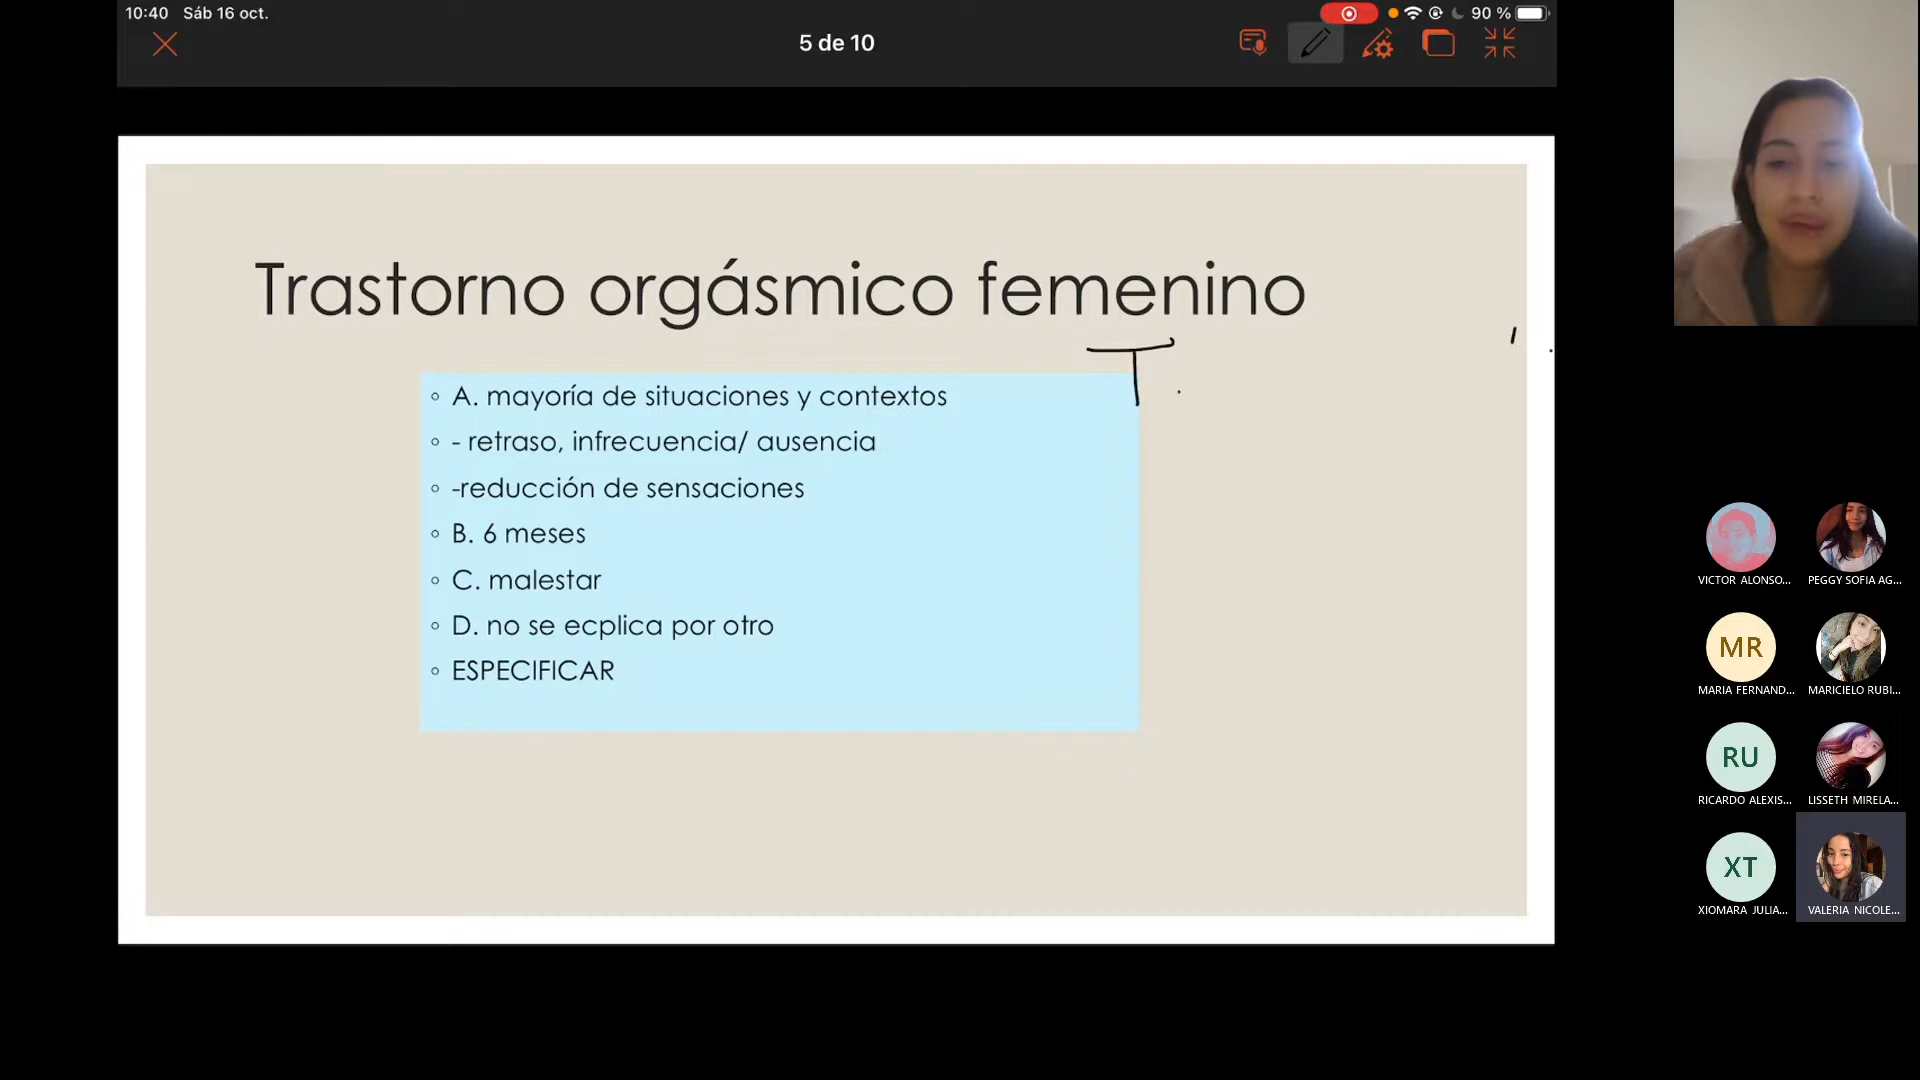 10:40 Sáb 16 oct.
90 %
5 de 10
Trastorno orgásmico femenino
T
A. mayoría de situaciones y contextos
- retraso, infrecuencia/ ausencia
-reducción de sensaciones
B. 6 meses
C. malestar
D. no se ecplica por otro
ESPECIFICAR
VICTOR ALONSO...
PEGGY SOFIA AG...
MR
MARIA FERNAND...
MARICIELO RUBI...
RU
RICARDO ALEXIS...
LISSETH MIRELA...
XT
XIOMARA JULIA...
VALERIA NICOLE...